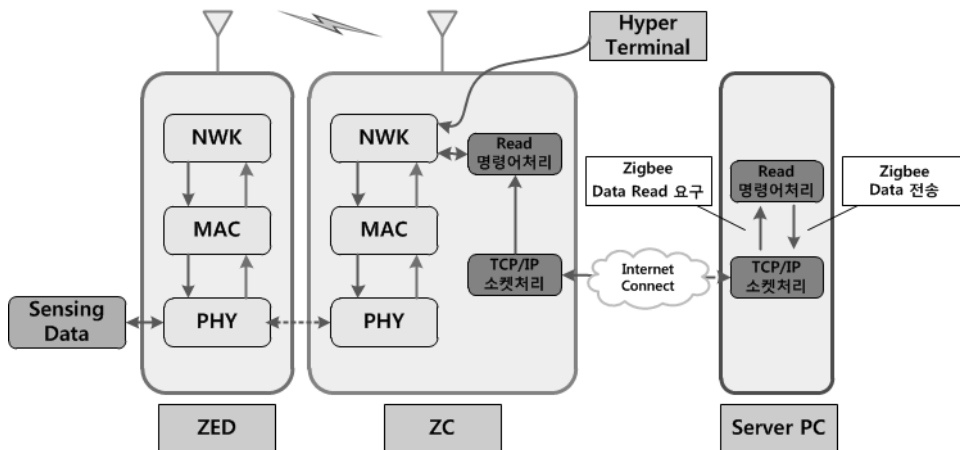 Hyper
Terminal
NWK
MAC
PHY
Sensing
Data
ZED
NWK
MAC
PHY
Read
명령어처리
TCP/IP
소켓처리
ZC
Internet
Connect
Zigbee
Data Read 요구
Read
명령어처리
Zigbee
Data 전송
TCP/IP
소켓처리
Server PC